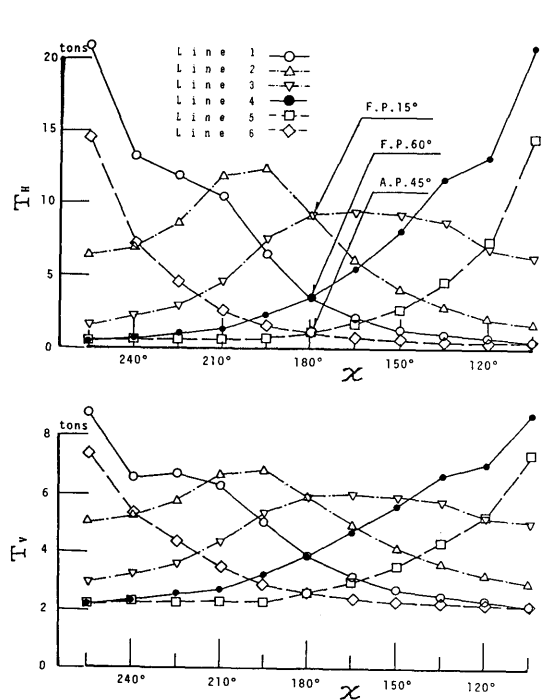 tons
20
15
10
5
0
T_H
Line 1
Line 2
Line 3
Line 4
Line 5
Line 6
F.P.15°
F.P.60°
A.P.45°
240° 210° 180° 150° 120°
x
8
tons
6
4
2
0
T_V
240° 210° 180° 150° 120°
x